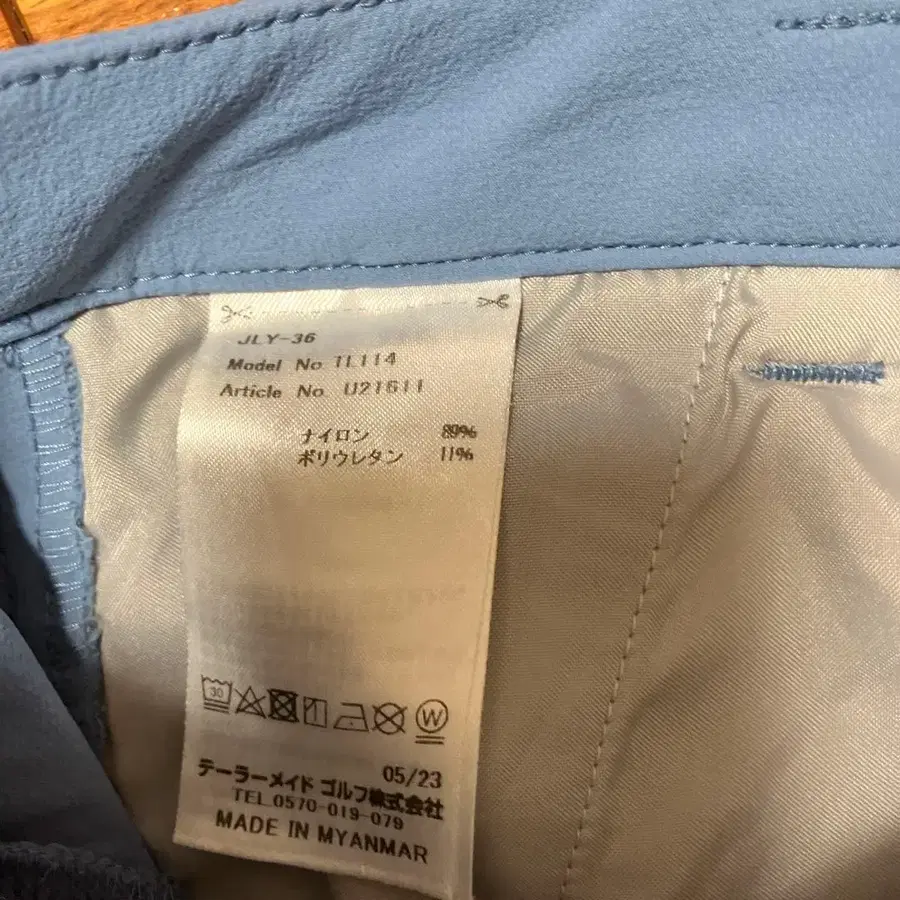 JLY-36
Model No TL114
Article No U21611
ナイロン 89%
ポリウレタン 11%
30
W
05/23
テーラーメイド ゴルフ株式会社
TEL 0570-019-079
MADE IN MYANMAR